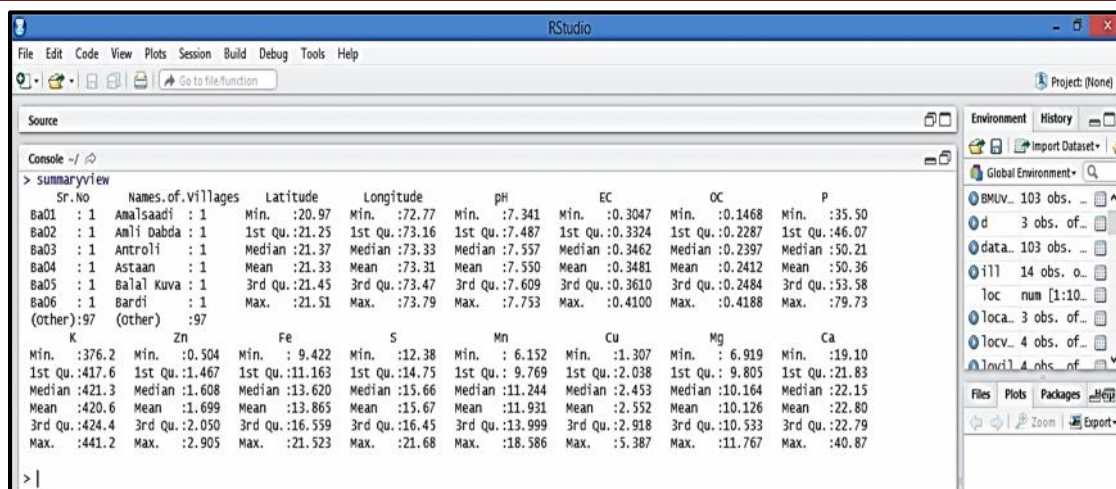 RStudio
File Edit Code View Plots Session Build Debug Tools Help
Go to file/function
Project: (None)
Source
Environment History
Import Dataset
Console ~/
Global Environment
> summaryview
Sr.No Names.of.Villages Latitude Longitude pH EC OC P
Ba01 : 1 Amalsaadi : 1 Min. :20.97 Min. :72.77 Min. :7.341 Min. :0.3047 Min. :0.1468 Min. :35.50
Ba02 : 1 Amli Dabda : 1 1st Qu.:21.25 1st Qu.:73.16 1st Qu.:7.487 1st Qu.:0.3324 1st Qu.:0.2287 1st Qu.:46.07
Ba03 : 1 Antroli : 1 Median :21.37 Median :73.33 Median :7.557 Median :0.3462 Median :0.2397 Median :50.21
Ba04 : 1 Astaan : 1 Mean :21.33 Mean :73.31 Mean :7.550 Mean :0.3481 Mean :0.2412 Mean :50.36
Ba05 : 1 Balal Kuva : 1 3rd Qu.:21.45 3rd Qu.:73.47 3rd Qu.:7.609 3rd Qu.:0.3610 3rd Qu.:0.2484 3rd Qu.:53.58
Ba06 : 1 Bardi : 1 Max. :21.51 Max. :73.79 Max. :7.753 Max. :0.4100 Max. :0.4188 Max. :79.73
(Other):97 (Other) :97
K Zn Fe S Mn Cu Mg Ca
Min. :376.2 Min. :0.504 Min. : 9.422 Min. :12.38 Min. : 6.152 Min. :1.307 Min. : 6.919 Min. :19.10
1st Qu.:417.6 1st Qu.:1.467 1st Qu.:11.163 1st Qu.:14.75 1st Qu.: 9.769 1st Qu.:2.038 1st Qu.: 9.805 1st Qu.:21.83
Median :421.3 Median :1.608 Median :13.620 Median :15.66 Median :11.244 Median :2.453 Median :10.164 Median :22.15
Mean :420.6 Mean :1.699 Mean :13.865 Mean :15.67 Mean :11.931 Mean :2.552 Mean :10.126 Mean :22.80
3rd Qu.:424.4 3rd Qu.:2.050 3rd Qu.:16.559 3rd Qu.:16.45 3rd Qu.:13.999 3rd Qu.:2.918 3rd Qu.:10.533 3rd Qu.:22.79
Max. :441.2 Max. :2.905 Max. :21.523 Max. :21.68 Max. :18.586 Max. :5.387 Max. :11.767 Max. :40.87
>
BMUv… 103 obs. …
d 3 obs. of…
data… 103 obs. …
ill 14 obs. o…
loc num [1:10…
loca… 3 obs. of…
locv… 4 obs. of…
lovil 4 obs. of…
Files Plots Packages Help
Zoom Export